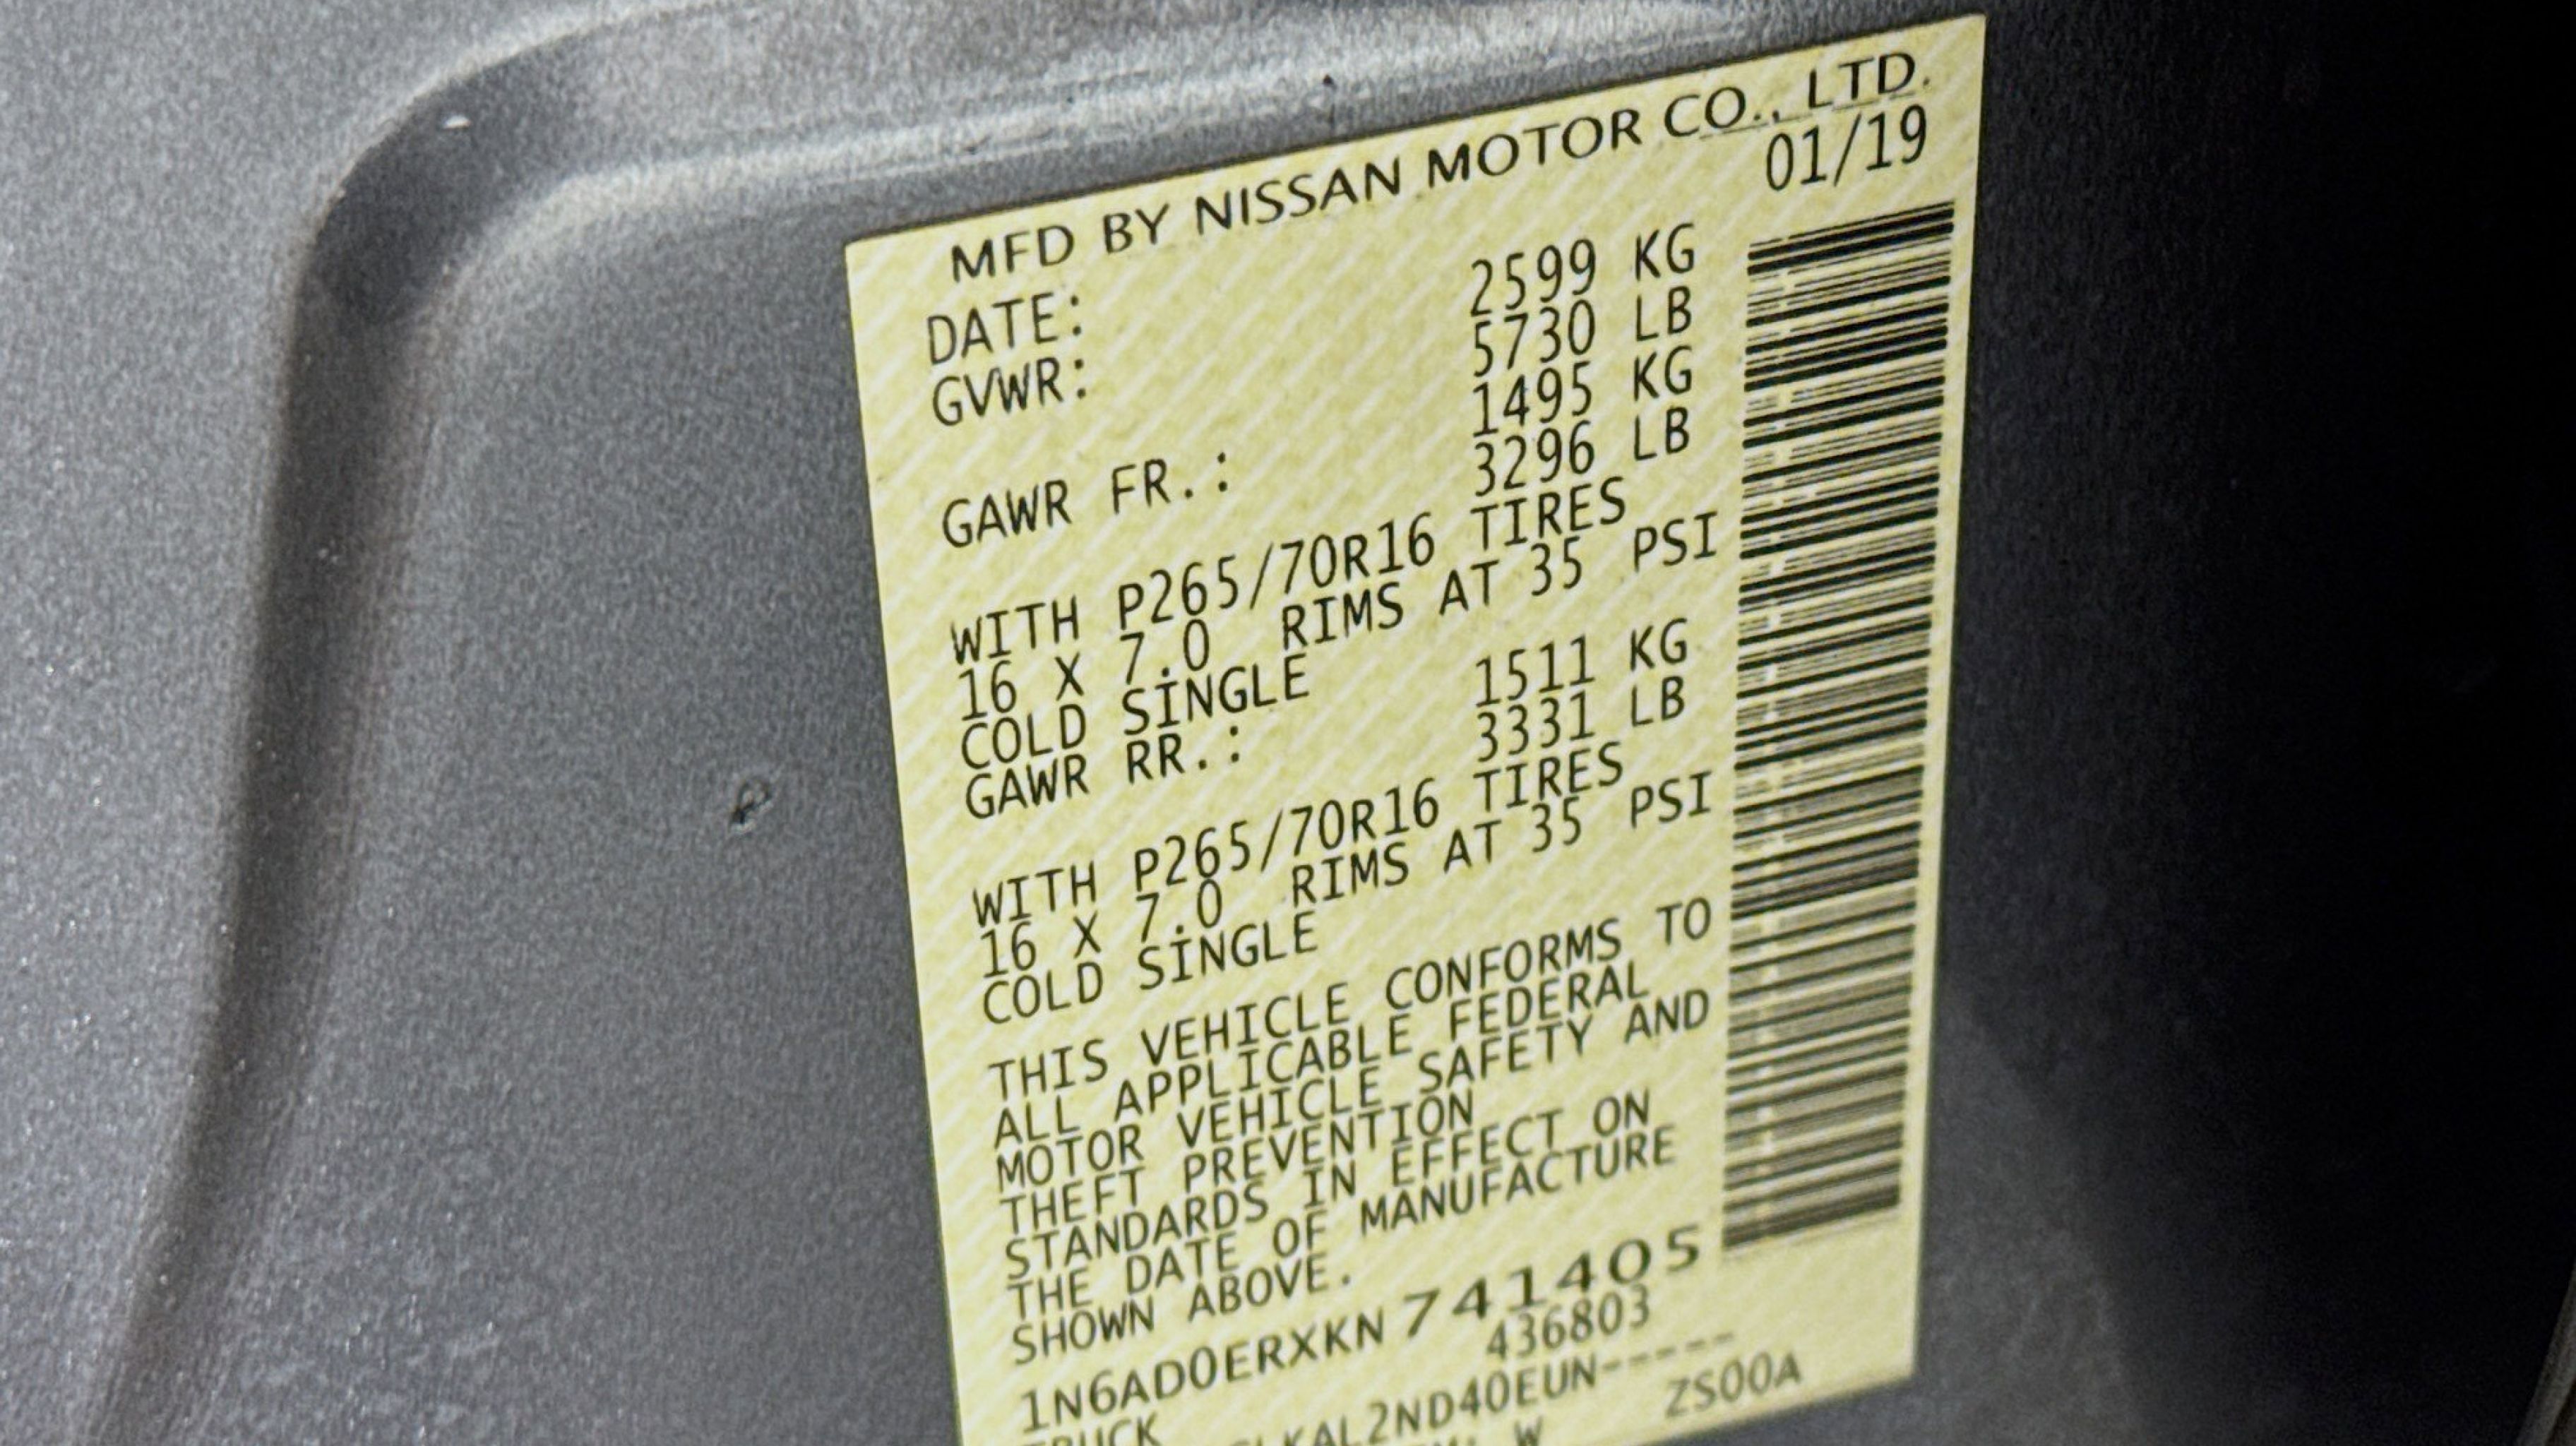 MFD BY NISSAN MOTOR CO., LTD.
DATE: 01/19
GVWR: 2599 KG
5730 LB
GAWR FR.: 1495 KG
3296 LB
WITH P265/70R16 TIRES
16 X 7.0 RIMS AT 35 PSI
COLD SINGLE
GAWR RR.: 1511 KG
3331 LB
WITH P265/70R16 TIRES
16 X 7.0 RIMS AT 35 PSI
COLD SINGLE
THIS VEHICLE CONFORMS TO
ALL APPLICABLE FEDERAL
MOTOR VEHICLE SAFETY AND
THEFT PREVENTION
STANDARDS IN EFFECT ON
THE DATE OF MANUFACTURE
SHOWN ABOVE.
1N6AD0ERXKN741405
TRUCK 436803
LKAL2ND40EUN-----
W ZS00A